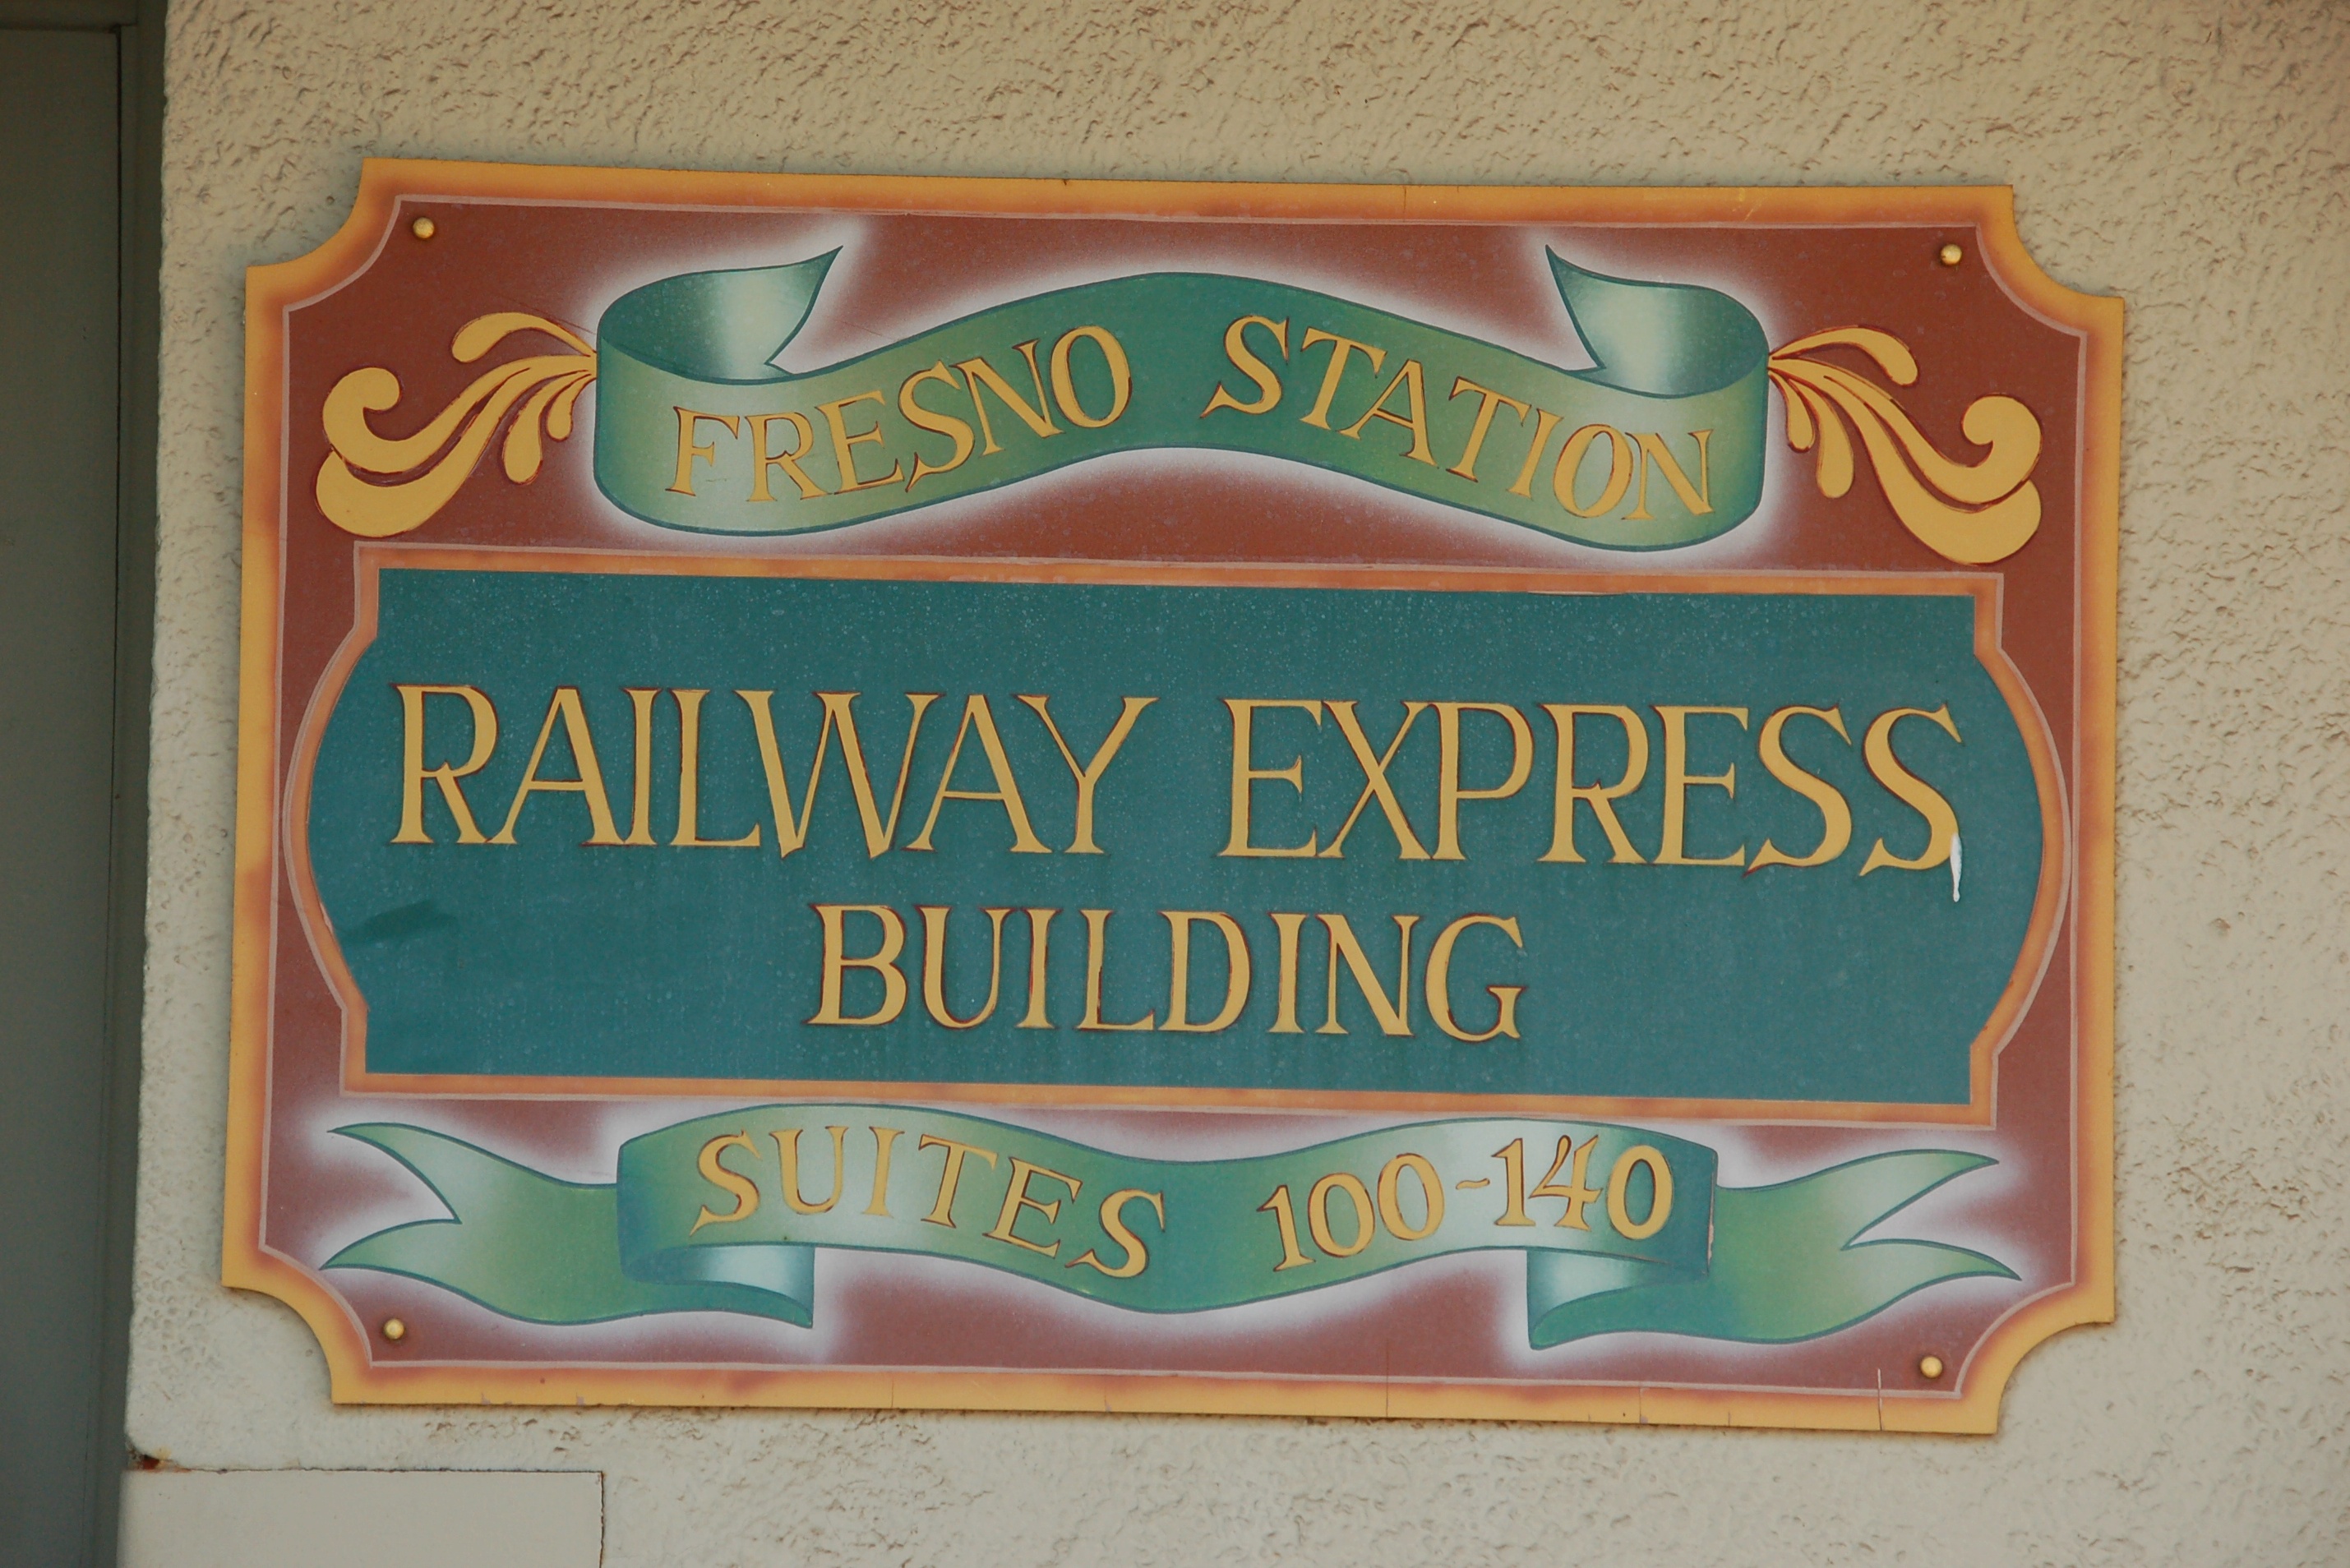 FRESNO STATION
RAILWAY EXPRESS
BUILDING
SUITES 100-140